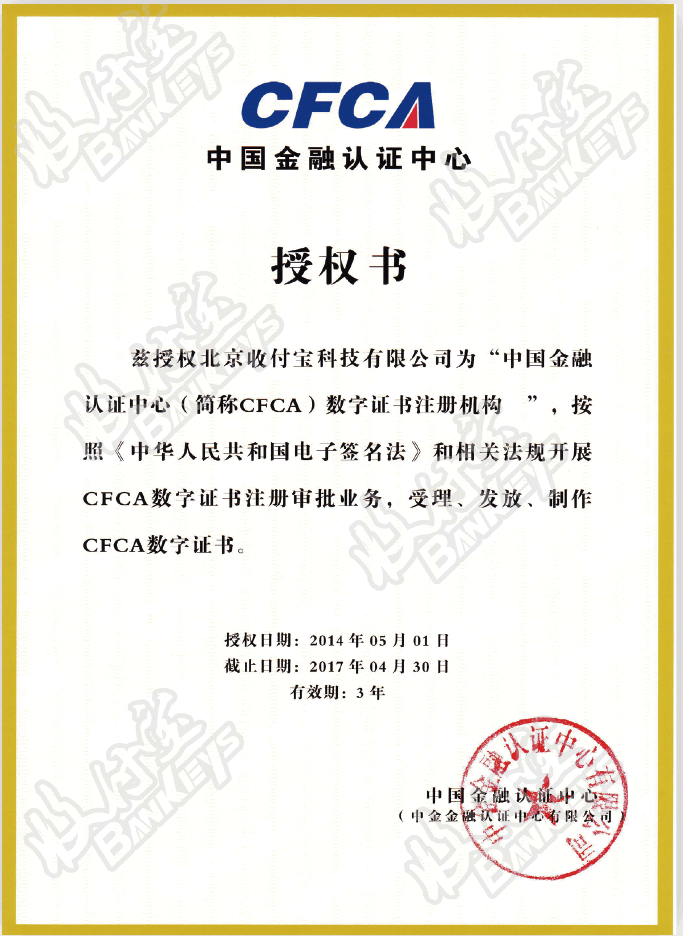 CFCA
中国金融认证中心
授权书
兹授权北京收付宝科技有限公司为“中国金融
认证中心（简称CFCA）数字证书注册机构 ”，按
照《中华人民共和国电子签名法》和相关法规开展
CFCA数字证书注册审批业务，受理、发放、制作
CFCA数字证书。
授权日期：2014 年 05 月 01 日
截止日期：2017 年 04 月 30 日
有效期：3 年
中国金融认证中心
（中金金融认证中心有限公司）
中金金融认证中心有限公司
收付宝
BANKEYS
收付宝
BANKEYS
收付宝
BANKEYS
收付宝
BANKEYS
收付宝
BANKEYS
收付宝
BANKEYS